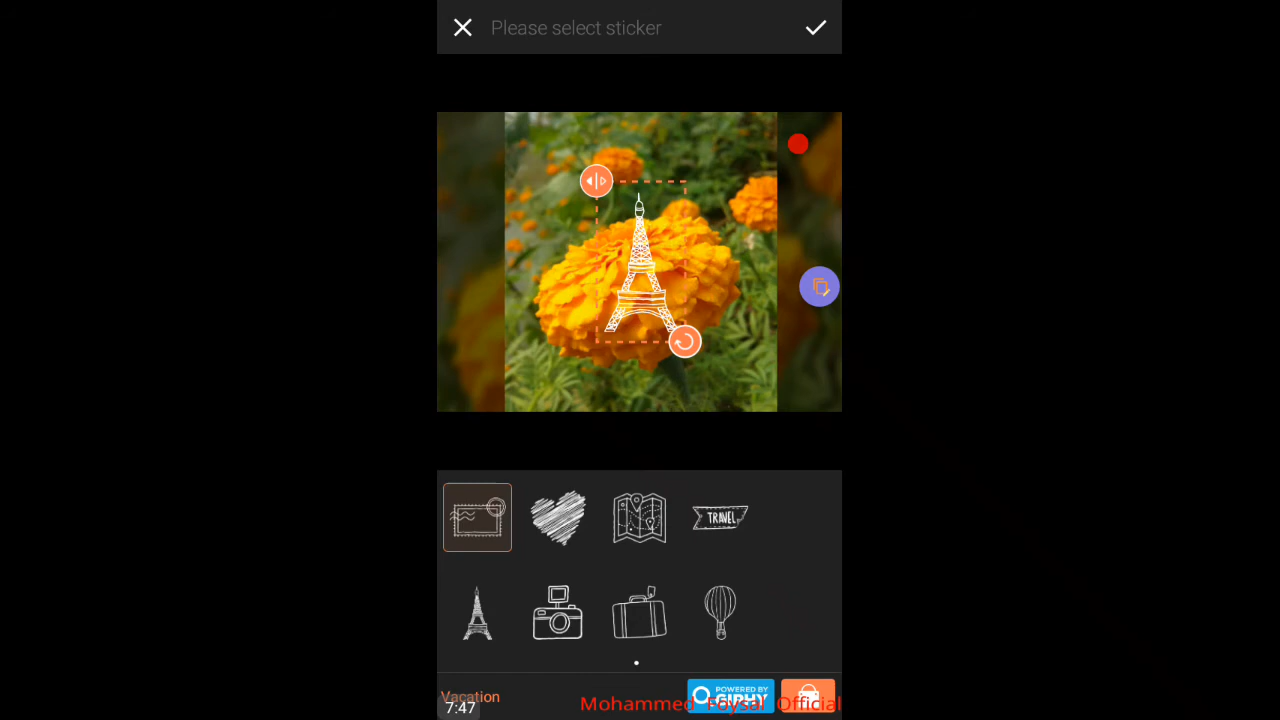 Please select sticker
TRAVEL
Vacation
POWERED BY
GIPHY
7:47
Mohammed Foysal Official